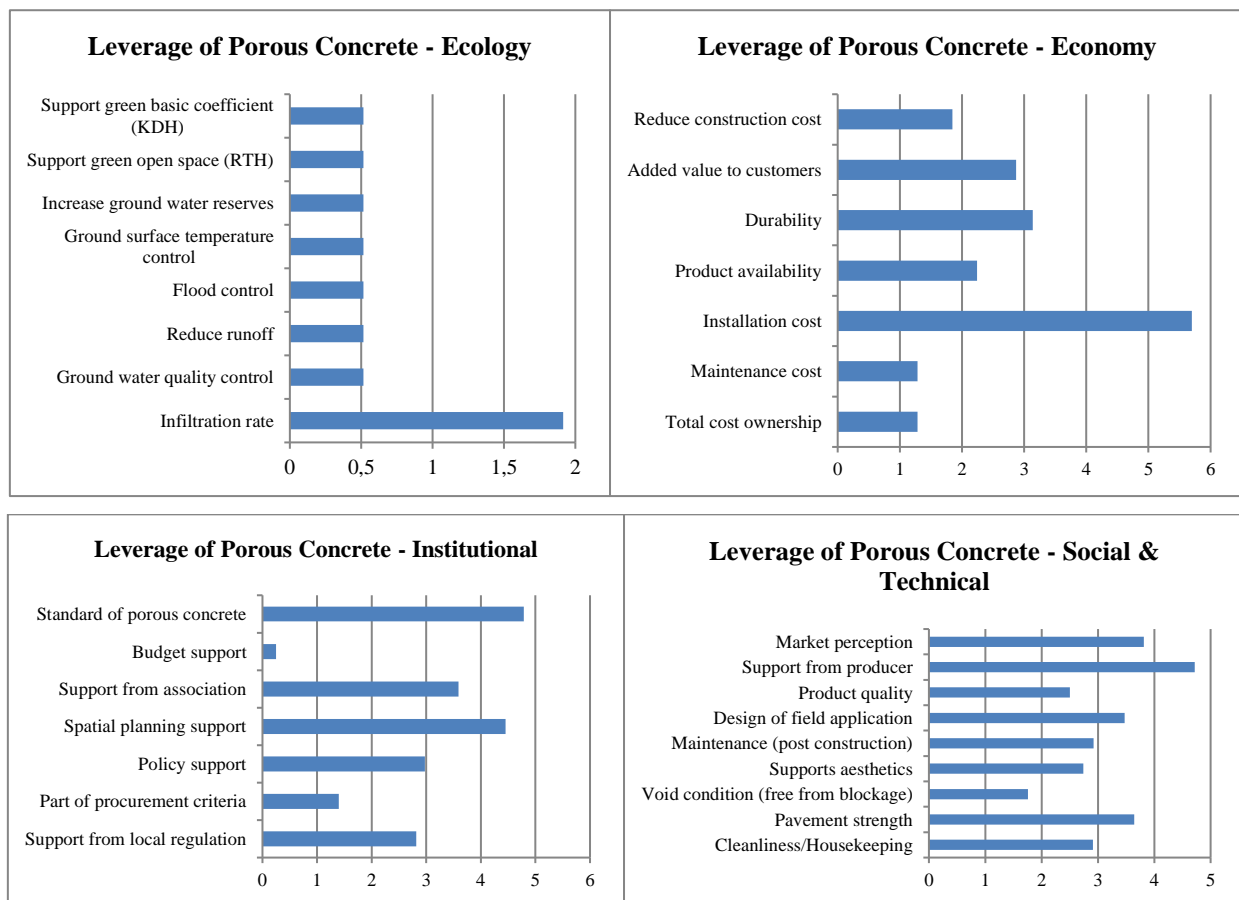 Leverage of Porous Concrete - Ecology
Support green basic coefficient
(KDH)
Support green open space (RTH)
Increase ground water reserves
Ground surface temperature
control
Flood control
Reduce runoff
Ground water quality control
Infiltration rate
0 0,5 1 1,5 2
Leverage of Porous Concrete - Economy
Reduce construction cost
Added value to customers
Durability
Product availability
Installation cost
Maintenance cost
Total cost ownership
0 1 2 3 4 5 6
Leverage of Porous Concrete - Institutional
Standard of porous concrete
Budget support
Support from association
Spatial planning support
Policy support
Part of procurement criteria
Support from local regulation
0 1 2 3 4 5 6
Leverage of Porous Concrete - Social &
Technical
Market perception
Support from producer
Product quality
Design of field application
Maintenance (post construction)
Supports aesthetics
Void condition (free from blockage)
Pavement strength
Cleanliness/Housekeeping
0 1 2 3 4 5